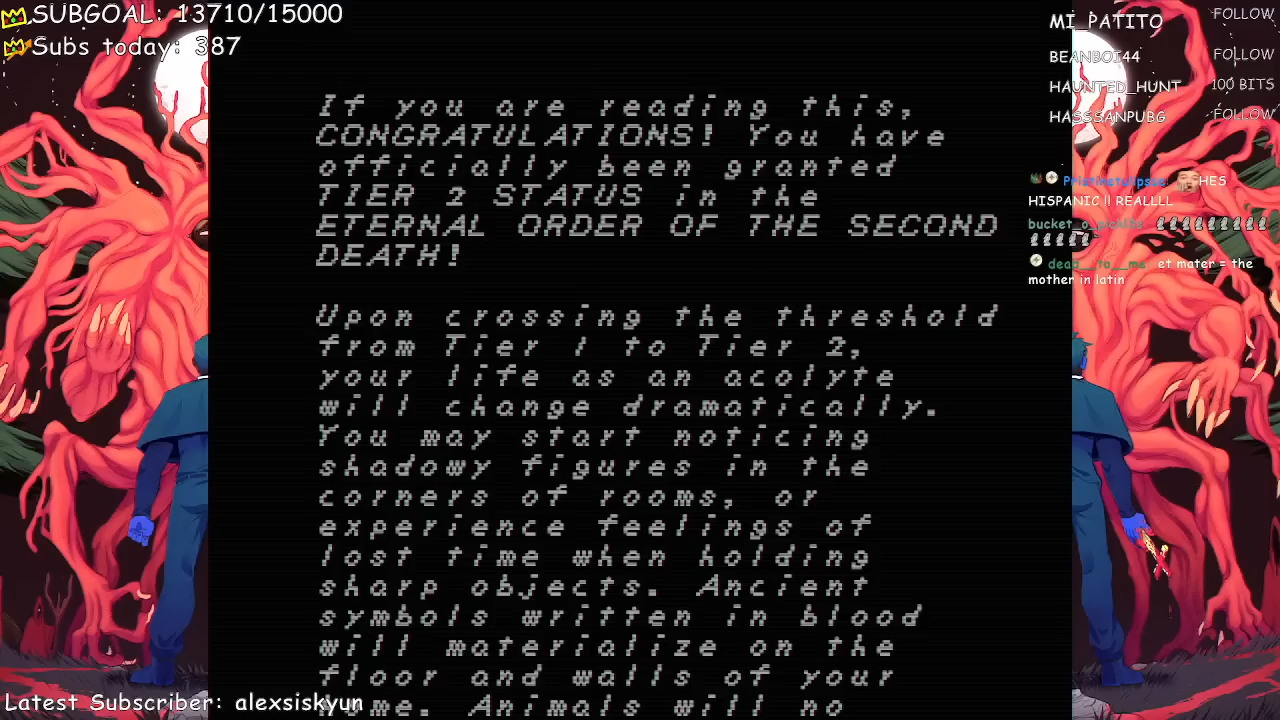 SUBGOAL: 13710/15000
Subs today: 387
MI_PATITO FOLLOW
BEANBOI44 FOLLOW
HAUNTED_HUNT 100 BITS
HASSSANPUBG FOLLOW
HES
HISPANIC !! REALLLL
dead__to__me et mater = the
mother in latin
If you are reading this,
CONGRATULATIONS! You have
officially been granted
TIER 2 STATUS in the
ETERNAL ORDER OF THE SECOND
DEATH!
Upon crossing the threshold
from Tier 1 to Tier 2,
your life as an acolyte
will change dramatically.
You may start noticing
shadowy figures in the
corners of rooms, or
experience feelings of
lost time when holding
sharp objects. Ancient
symbols written in blood
will materialize on the
floor and walls of your
home. Animals will no
Latest Subscriber: alexsiskyun